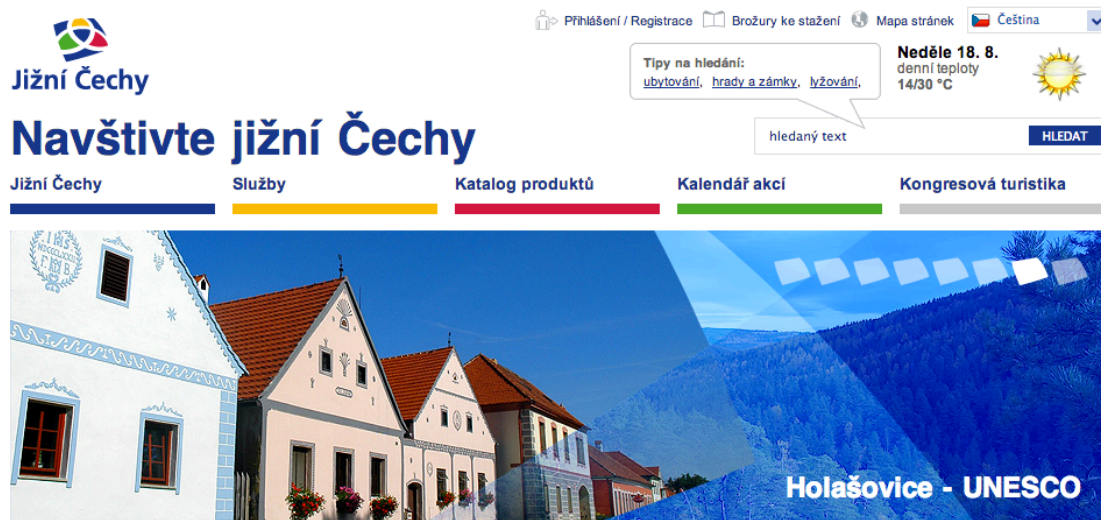 Přihlášení / Registrace Brožury ke stažení Mapa stránek Čeština
Jižní Čechy
Tipy na hledání:
ubytování, hrady a zámky, lyžování,
Neděle 18. 8.
denní teploty
14/30 °C
Navštivte jižní Čechy
hledaný text HLEDAT
Jižní Čechy Služby Katalog produktů Kalendář akcí Kongresová turistika
Holašovice - UNESCO